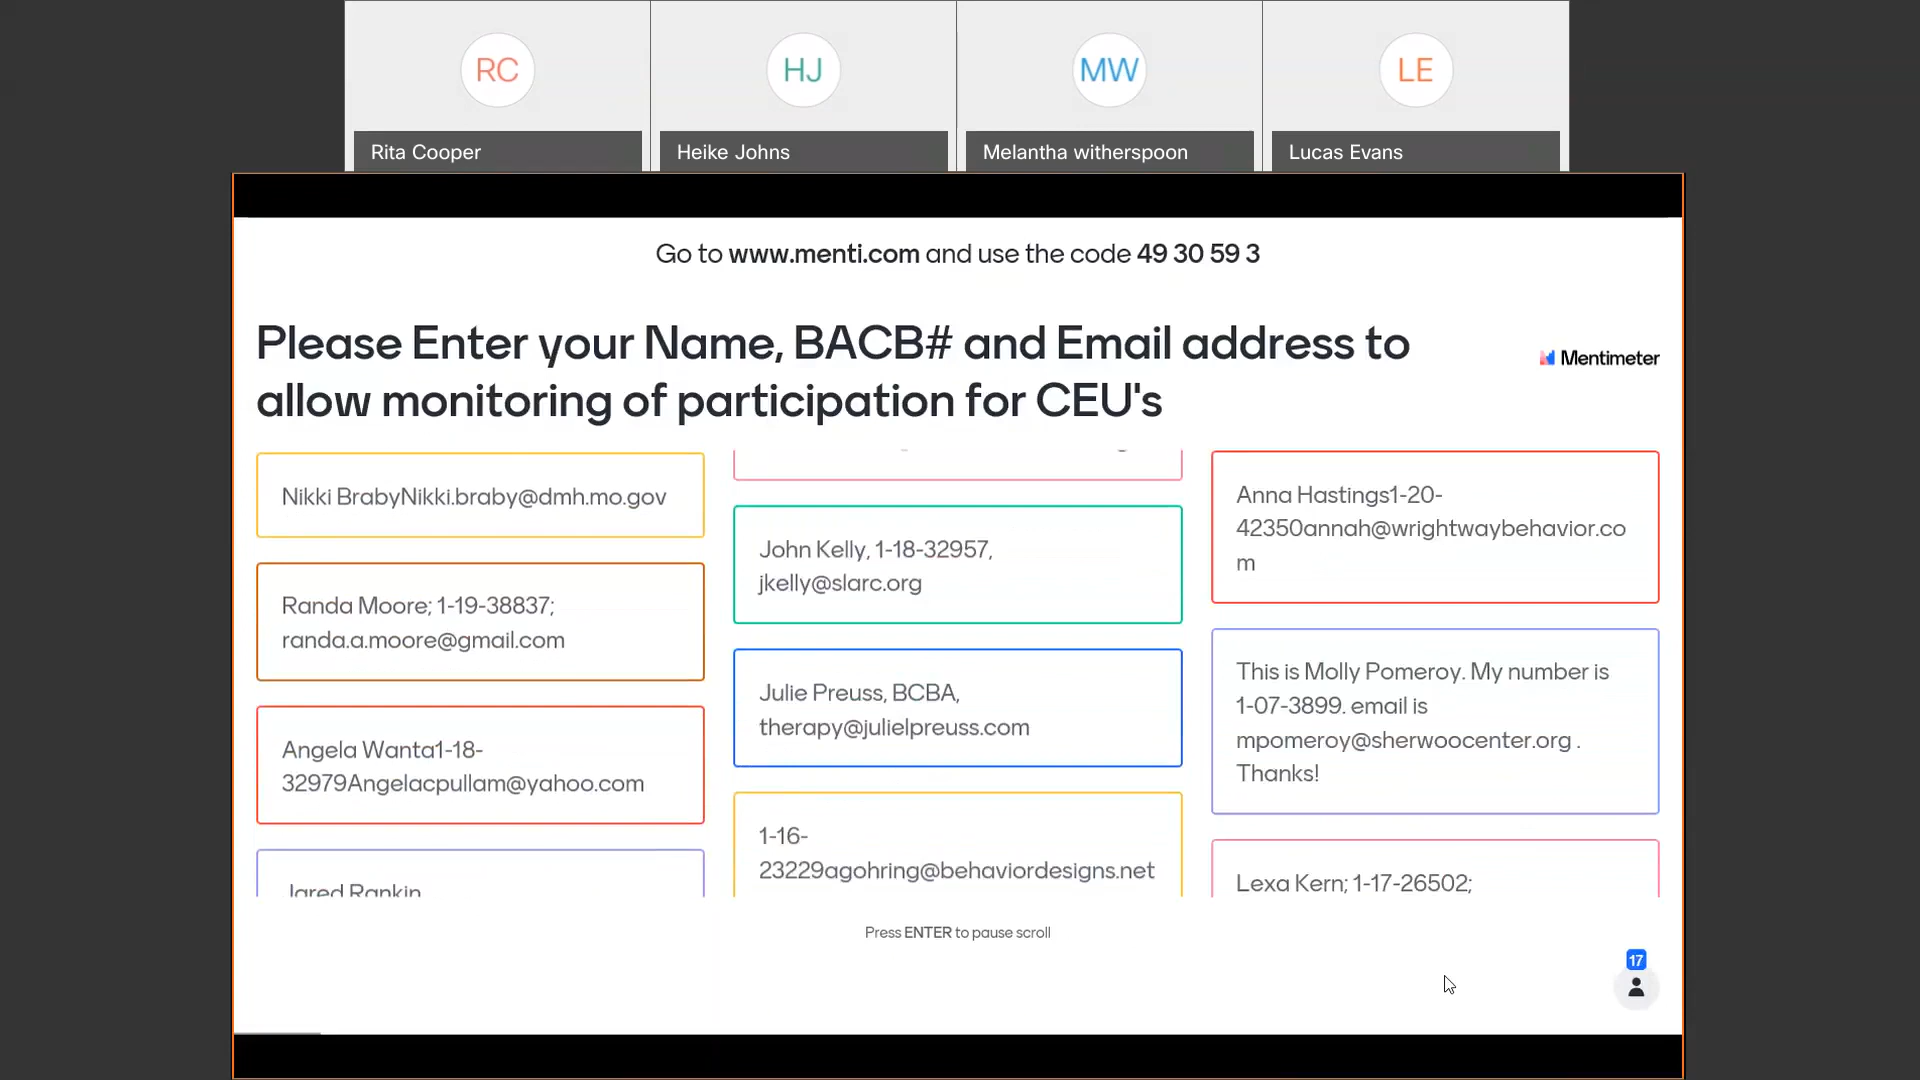 RC
HJ
MW
LE
Rita Cooper
Heike Johns
Melantha witherspoon
Lucas Evans
Go to www.menti.com and use the code 49 30 59 3
Please Enter your Name, BACB# and Email address to
allow monitoring of participation for CEU's
Mentimeter
Nikki BrabyNikki.braby@dmh.mo.gov
Randa Moore; 1-19-38837;
randa.a.moore@gmail.com
Angela Wanta1-18-
32979Angelacpullam@yahoo.com
Jared Rankin
John Kelly, 1-18-32957,
jkelly@slarc.org
Julie Preuss, BCBA,
therapy@julielpreuss.com
1-16-
23229agohring@behaviordesigns.net
Anna Hastings1-20-
42350annah@wrightwaybehavior.co
m
This is Molly Pomeroy. My number is
1-07-3899. email is
mpomeroy@sherwoocenter.org .
Thanks!
Lexa Kern; 1-17-26502;
Press ENTER to pause scroll
17